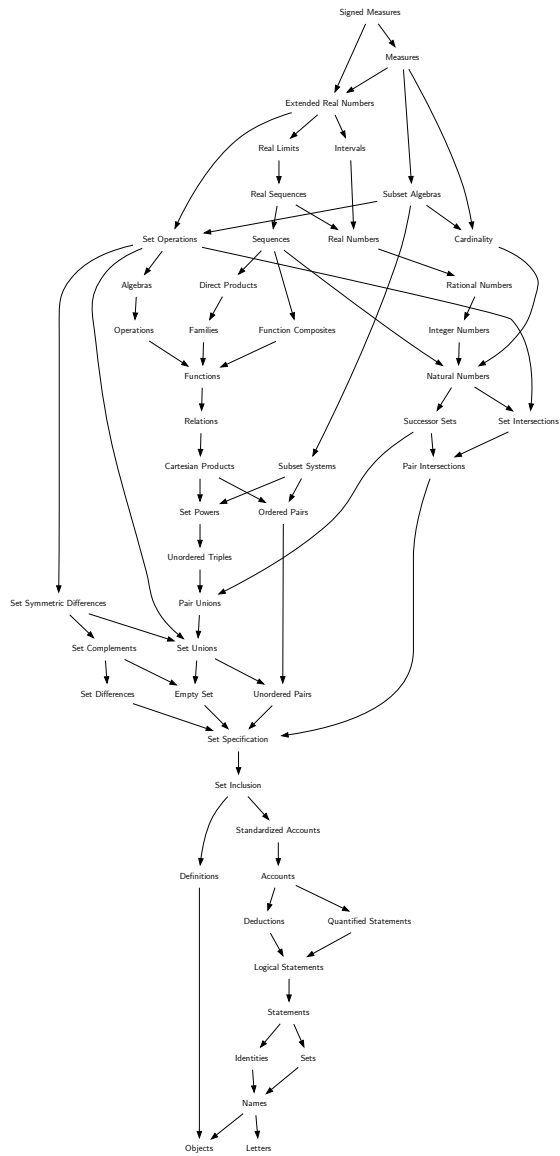 Signed Measures
Measures
Extended Real Numbers
Real Limits
Intervals
Real Sequences
Subset Algebras
Set Operations
Sequences
Real Numbers
Cardinality
Algebras
Direct Products
Rational Numbers
Operations
Families
Function Composites
Integer Numbers
Functions
Natural Numbers
Relations
Successor Sets
Set Intersections
Cartesian Products
Subset Systems
Pair Intersections
Set Powers
Ordered Pairs
Unordered Triples
Set Symmetric Differences
Pair Unions
Set Complements
Set Unions
Set Differences
Empty Set
Unordered Pairs
Set Specification
Set Inclusion
Standardized Accounts
Definitions
Accounts
Deductions
Quantified Statements
Logical Statements
Statements
Identities
Sets
Names
Objects
Letters